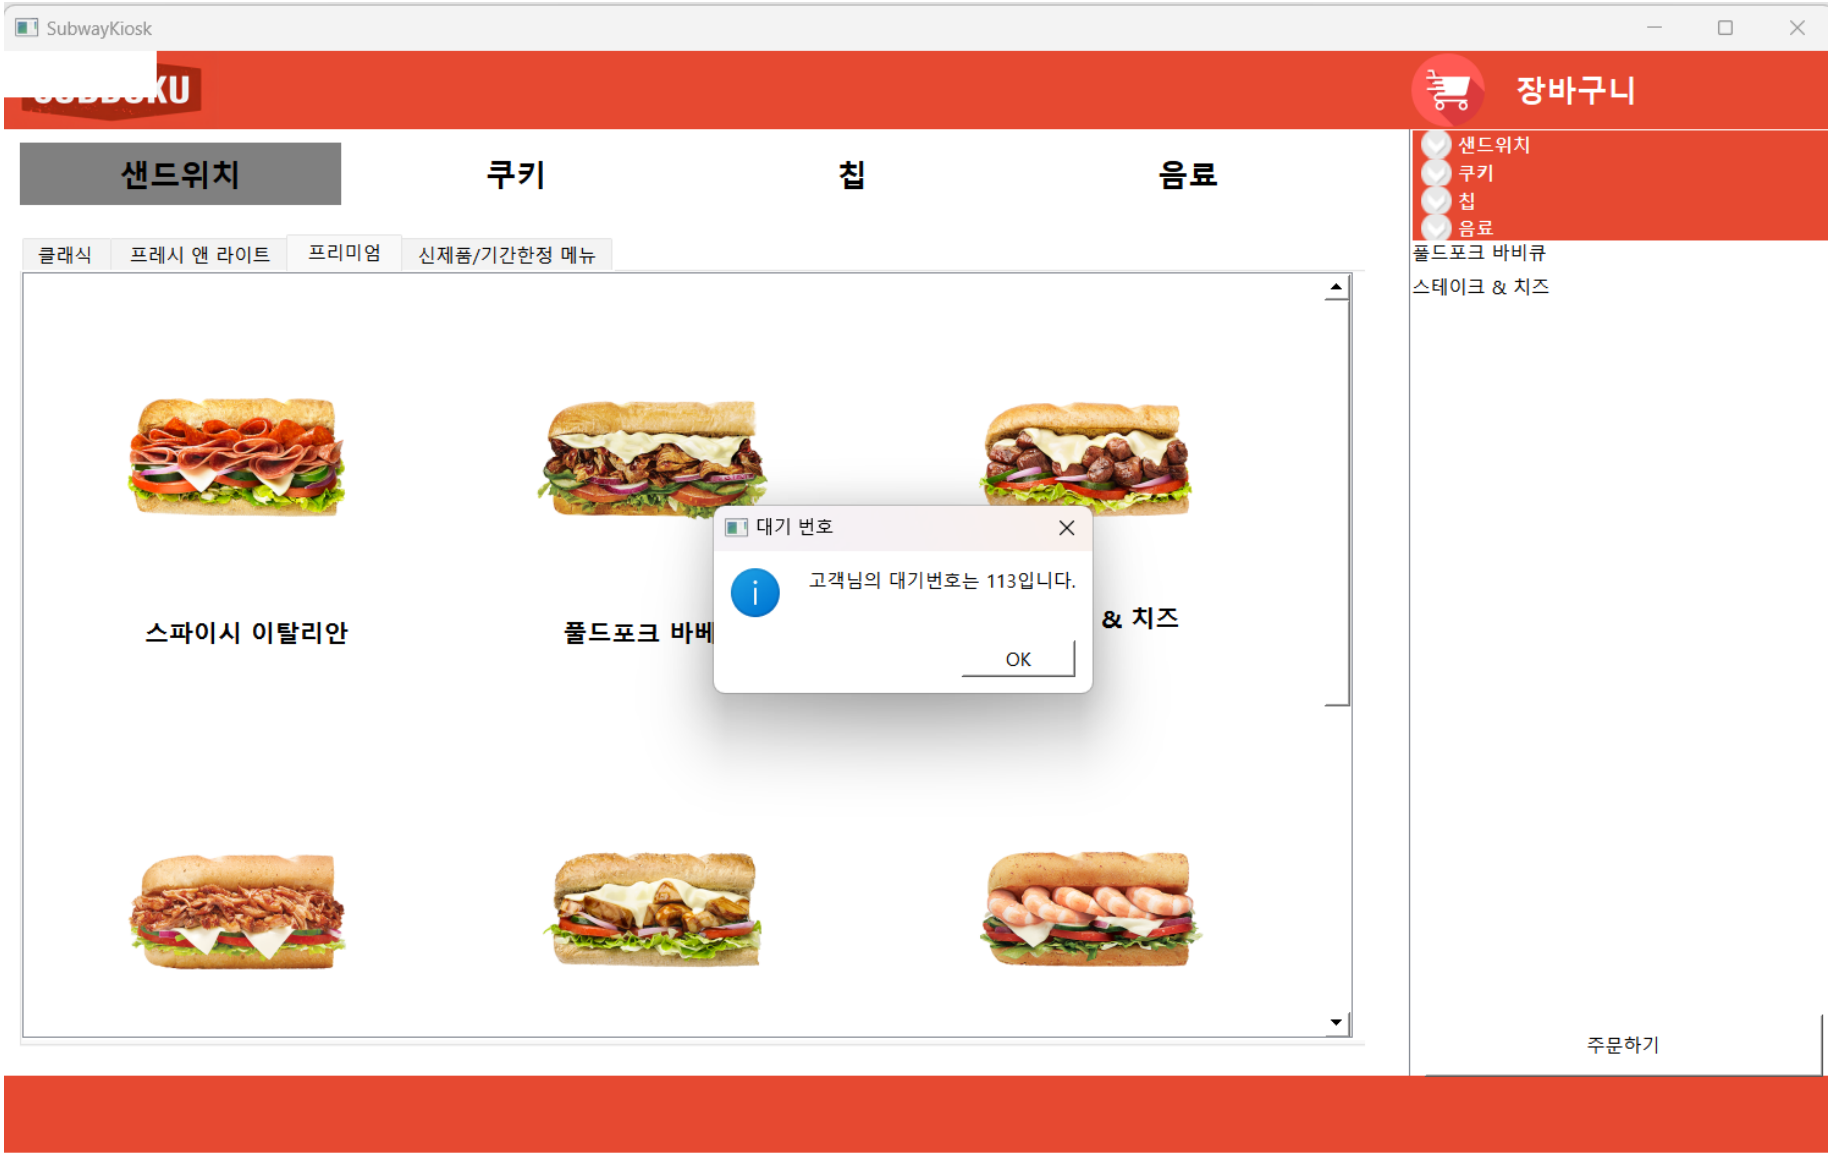 SubwayKiosk
장바구니
샌드위치
쿠키
칩
음료
샌드위치
쿠키
칩
음료
클래식
프레시 앤 라이트
프리미엄
신제품/기간한정 메뉴
풀드포크 바비큐
스테이크 & 치즈
대기 번호
고객님의 대기번호는 113입니다.
OK
스파이시 이탈리안
풀드포크
& 치즈
주문하기